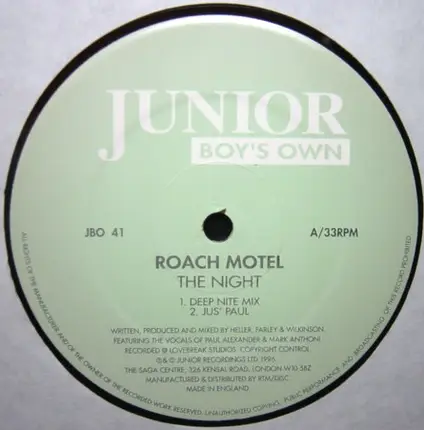 JUNIOR
BOY'S OWN
JBO 41
A/33RPM
ROACH MOTEL
THE NIGHT
1. DEEP NITE MIX
2. JUS' PAUL
WRITTEN, PRODUCED AND MIXED BY HELLER, FARLEY & WILKINSON.
FEATURING THE VOCALS OF PAUL ALEXANDER & MARK ANTHONI
RECORDED @ LOVEBREAK STUDIOS. COPYRIGHT CONTROL
℗& © JUNIOR RECORDINGS LTD 1996
THE SAGA CENTRE, 326 KENSAL ROAD, LONDON W10 5BZ
MANUFACTURED & DISTRIBUTED BY RTM/DISC
MADE IN ENGLAND
ALL RIGHTS OF THE MANUFACTURER AND OF THE OWNER OF THE RECORDED WORK RESERVED. UNAUTHORIZED COPYING, PUBLIC PERFORMANCE AND BROADCASTING OF THIS RECORD PROHIBITED